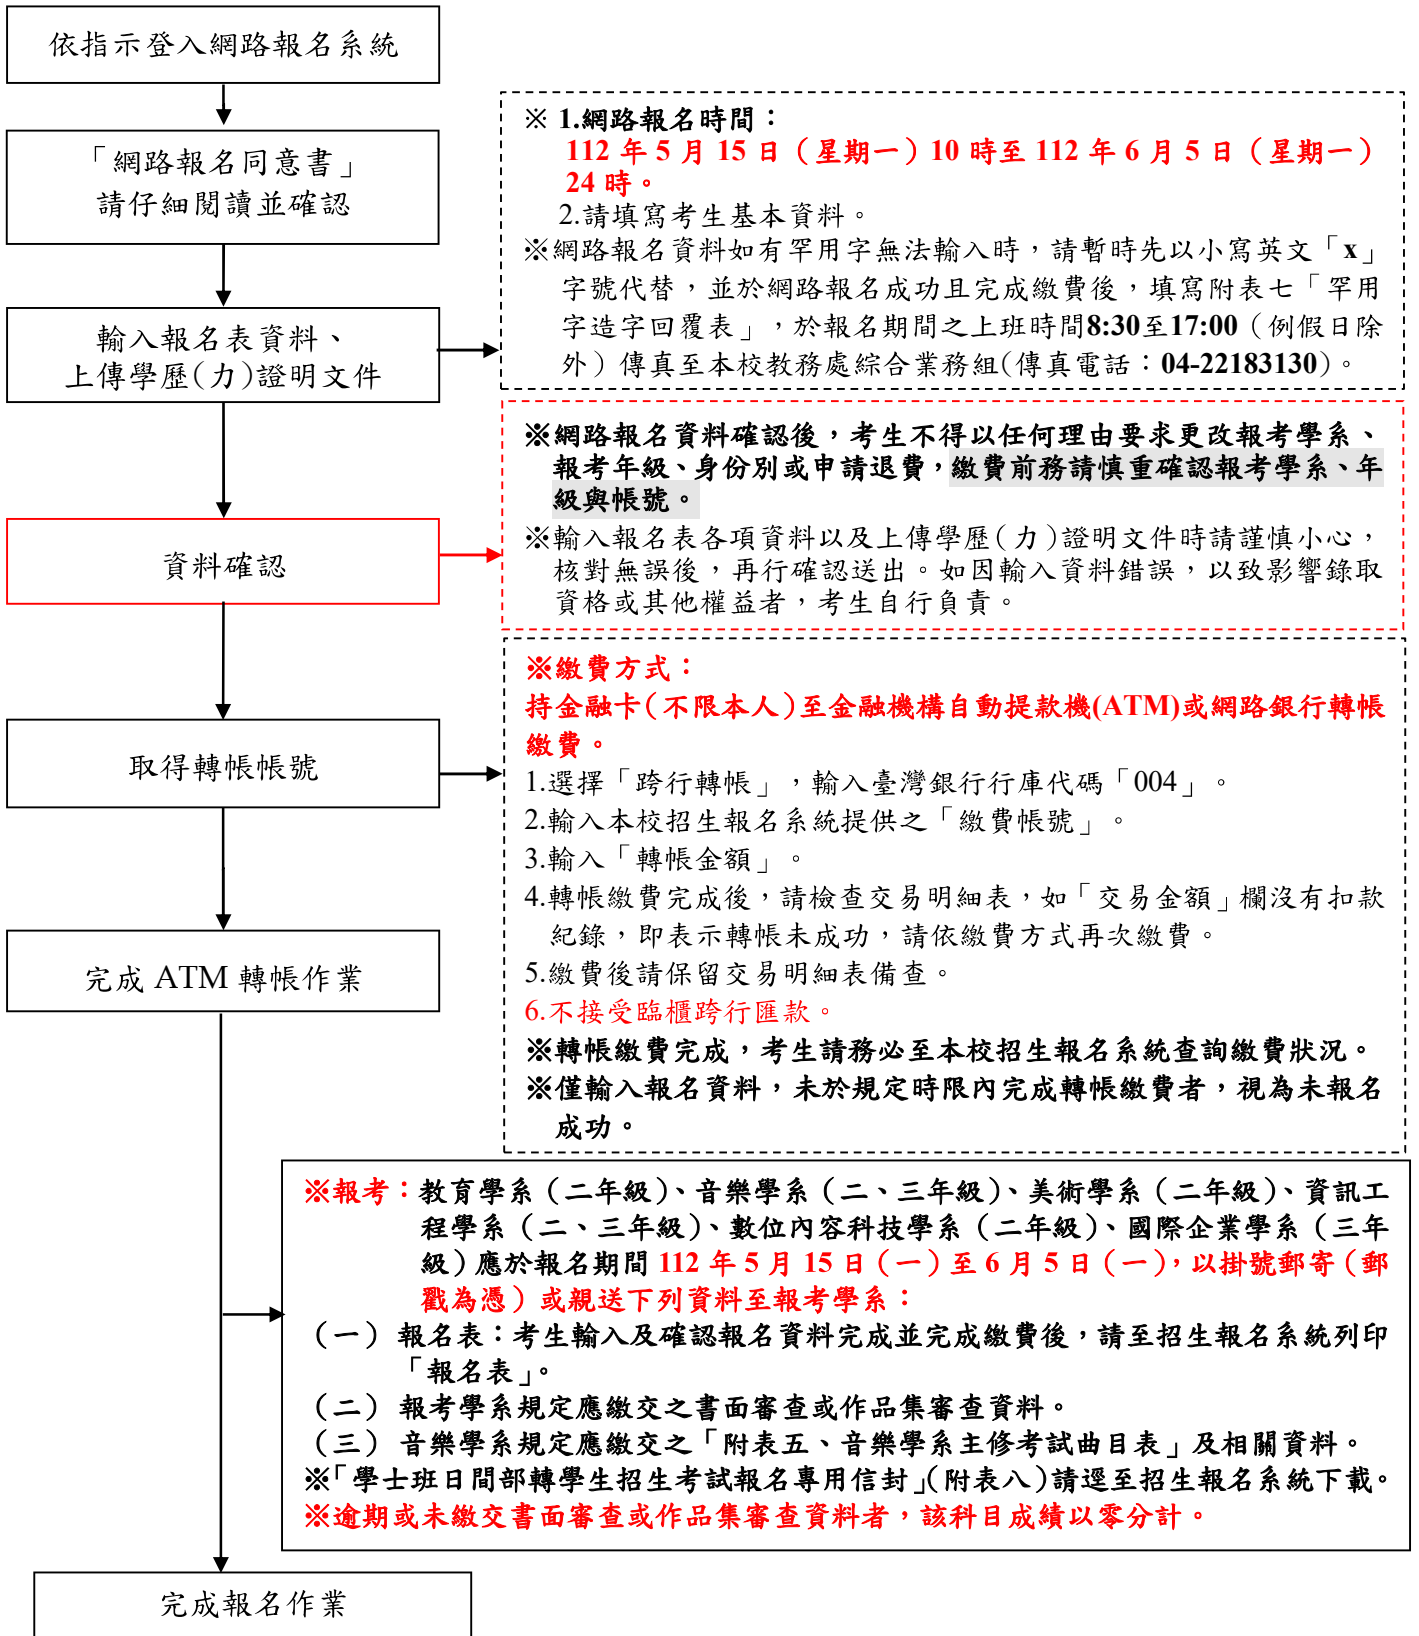 依指示登入網路報名系統
「網路報名同意書」
請仔細閱讀並確認
輸入報名表資料、
上傳學歷(力)證明文件
※ 1.網路報名時間：
112 年 5 月 15 日（星期一）10 時至 112 年 6 月 5 日（星期一）
24 時。
2.請填寫考生基本資料。
※網路報名資料如有罕用字無法輸入時，請暫時先以小寫英文「x」
字號代替，並於網路報名成功且完成繳費後，填寫附表七「罕用
字造字回覆表」，於報名期間之上班時間8:30至17:00（例假日除
外）傳真至本校教務處綜合業務組(傳真電話：04-22183130)。
資料確認
※網路報名資料確認後，考生不得以任何理由要求更改報考學系、
報考年級、身份別或申請退費，繳費前務請慎重確認報考學系、年
級與帳號。
※輸入報名表各項資料以及上傳學歷(力)證明文件時請謹慎小心，
核對無誤後，再行確認送出。如因輸入資料錯誤，以致影響錄取
資格或其他權益者，考生自行負責。
取得轉帳帳號
※繳費方式：
持金融卡(不限本人)至金融機構自動提款機(ATM)或網路銀行轉帳
繳費。
1.選擇「跨行轉帳」，輸入臺灣銀行行庫代碼「004」。
2.輸入本校招生報名系統提供之「繳費帳號」。
3.輸入「轉帳金額」。
4.轉帳繳費完成後，請檢查交易明細表，如「交易金額」欄沒有扣款
紀錄，即表示轉帳未成功，請依繳費方式再次繳費。
5.繳費後請保留交易明細表備查。
6.不接受臨櫃跨行匯款。
※轉帳繳費完成，考生請務必至本校招生報名系統查詢繳費狀況。
※僅輸入報名資料，未於規定時限內完成轉帳繳費者，視為未報名
成功。
完成 ATM 轉帳作業
※報考：教育學系（二年級）、音樂學系（二、三年級）、美術學系（二年級）、資訊工
程學系（二、三年級）、數位內容科技學系（二年級）、國際企業學系（三年
級）應於報名期間 112 年 5 月 15 日（一）至 6 月 5 日（一），以掛號郵寄（郵
戳為憑）或親送下列資料至報考學系：
（一） 報名表：考生輸入及確認報名資料完成並完成繳費後，請至招生報名系統列印
「報名表」。
（二） 報考學系規定應繳交之書面審查或作品集審查資料。
（三） 音樂學系規定應繳交之「附表五、音樂學系主修考試曲目表」及相關資料。
※「學士班日間部轉學生招生考試報名專用信封」(附表八)請逕至招生報名系統下載。
※逾期或未繳交書面審查或作品集審查資料者，該科目成績以零分計。
完成報名作業